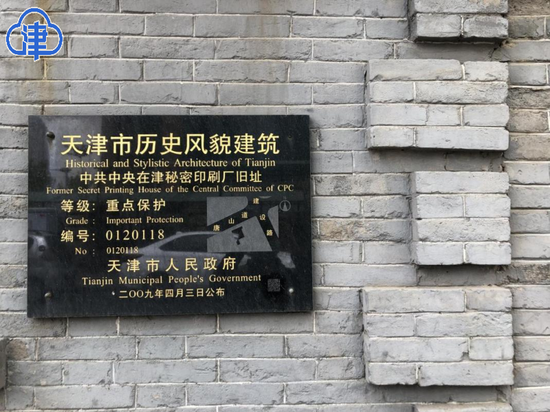 津
天津市历史风貌建筑
Historical and Stylistic Architecture of Tianjin
中共中央在津秘密印刷厂旧址
Former Secret Printing House of the Central Committee of CPC
等级：重点保护
Grade: Important Protection
编号：0120118
No: 0120118
建设路
唐山道
天津市人民政府
Tianjin Municipal People's Government
二〇〇九年四月三日公布